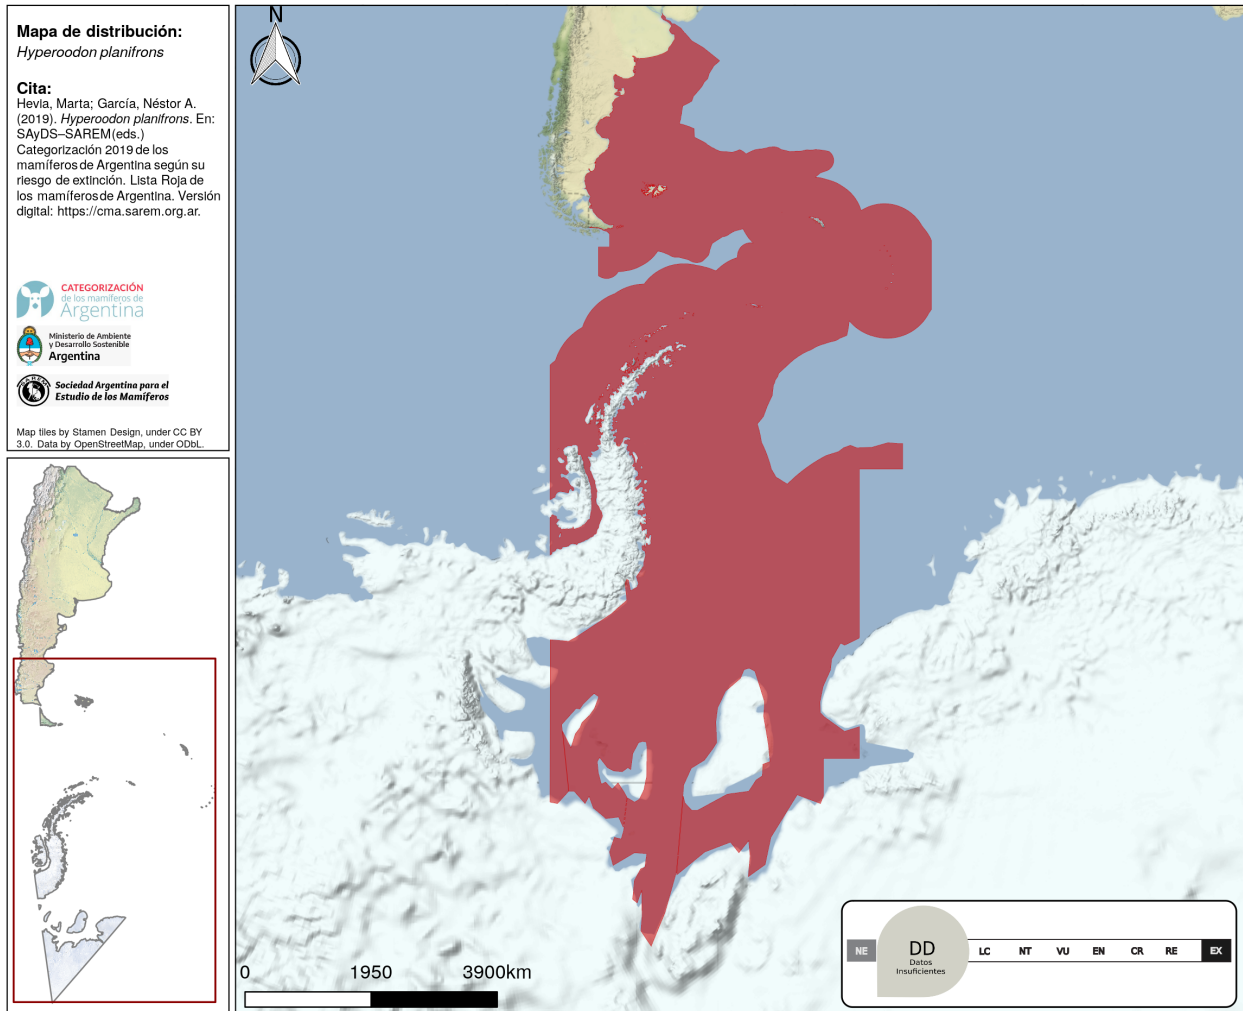 Mapa de distribución:
Hyperoodon planifrons
Cita:
Hevia, Marta; García, Néstor A.
(2019). Hyperoodon planifrons. En:
SAyDS–SAREM(eds.)
Categorización 2019 de los
mamíferos de Argentina según su
riesgo de extinción. Lista Roja de
los mamíferos de Argentina. Versión
digital: https://cma.sarem.org.ar.
CATEGORIZACIÓN
de los mamíferos de
Argentina
Ministerio de Ambiente
y Desarrollo Sostenible
Argentina
SAREM
Sociedad Argentina para el
Estudio de los Mamíferos
Map tiles by Stamen Design, under CC BY
3.0. Data by OpenStreetMap, under ODbL.
N
0 1950 3900km
NE DD LC NT VU EN CR RE EX
Datos
Insuficientes